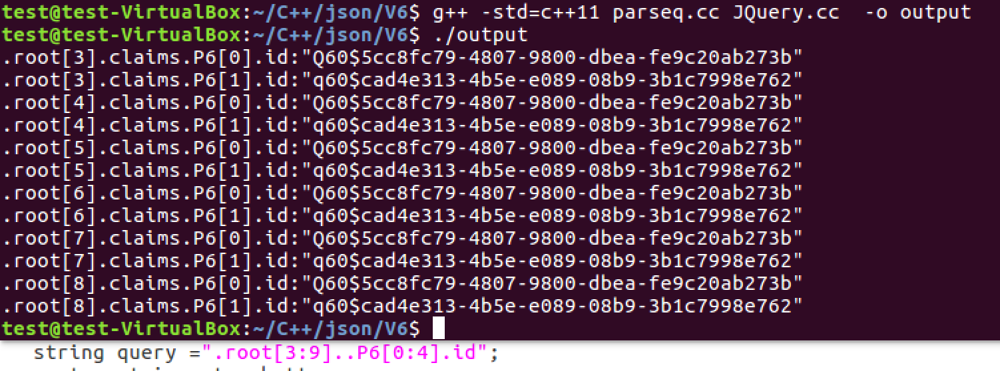 test@test-VirtualBox:~/C++/json/V6$ g++ -std=c++11 parseq.cc JQuery.cc  -o output
test@test-VirtualBox:~/C++/json/V6$ ./output
.root[3].claims.P6[0].id:"Q60$5cc8fc79-4807-9800-dbea-fe9c20ab273b"
.root[3].claims.P6[1].id:"q60$cad4e313-4b5e-e089-08b9-3b1c7998e762"
.root[4].claims.P6[0].id:"Q60$5cc8fc79-4807-9800-dbea-fe9c20ab273b"
.root[4].claims.P6[1].id:"q60$cad4e313-4b5e-e089-08b9-3b1c7998e762"
.root[5].claims.P6[0].id:"Q60$5cc8fc79-4807-9800-dbea-fe9c20ab273b"
.root[5].claims.P6[1].id:"q60$cad4e313-4b5e-e089-08b9-3b1c7998e762"
.root[6].claims.P6[0].id:"Q60$5cc8fc79-4807-9800-dbea-fe9c20ab273b"
.root[6].claims.P6[1].id:"q60$cad4e313-4b5e-e089-08b9-3b1c7998e762"
.root[7].claims.P6[0].id:"Q60$5cc8fc79-4807-9800-dbea-fe9c20ab273b"
.root[7].claims.P6[1].id:"q60$cad4e313-4b5e-e089-08b9-3b1c7998e762"
.root[8].claims.P6[0].id:"Q60$5cc8fc79-4807-9800-dbea-fe9c20ab273b"
.root[8].claims.P6[1].id:"q60$cad4e313-4b5e-e089-08b9-3b1c7998e762"
test@test-VirtualBox:~/C++/json/V6$
string query =".root[3:9]..P6[0:4].id";